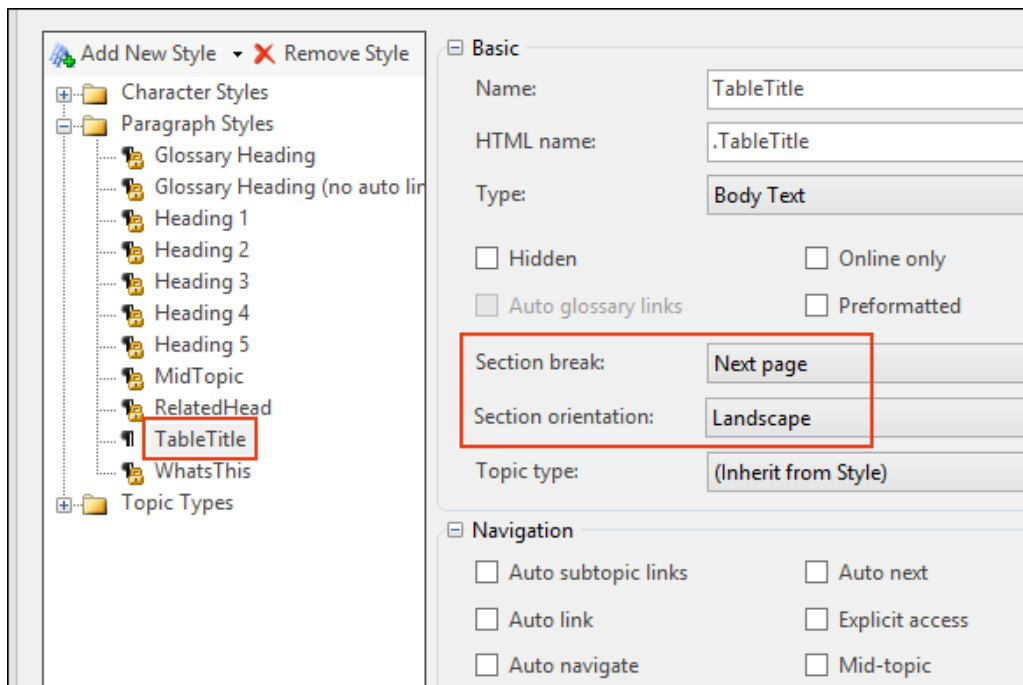 Add New Style Remove Style
Character Styles
Paragraph Styles
Glossary Heading
Glossary Heading (no auto lin
Heading 1
Heading 2
Heading 3
Heading 4
Heading 5
MidTopic
RelatedHead
TableTitle
WhatsThis
Topic Types
Basic
Name: TableTitle
HTML name: .TableTitle
Type: Body Text
Hidden Online only
Auto glossary links Preformatted
Section break: Next page
Section orientation: Landscape
Topic type: (Inherit from Style)
Navigation
Auto subtopic links Auto next
Auto link Explicit access
Auto navigate Mid-topic